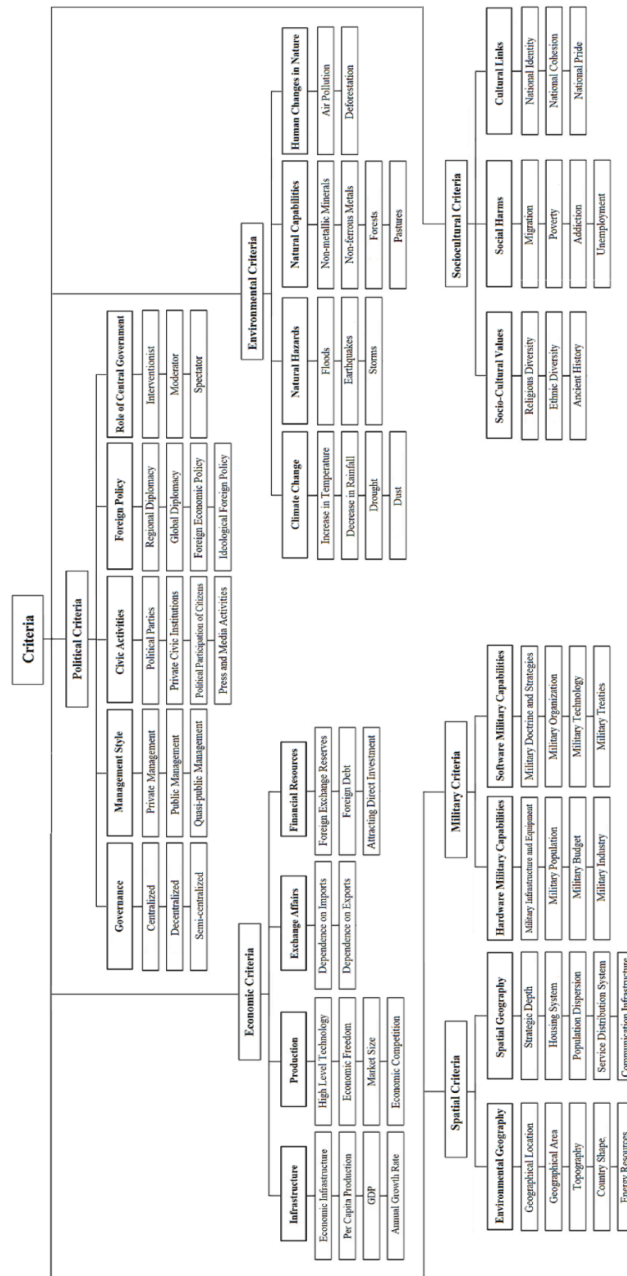 Criteria
Political Criteria
Governance
Centralized
Decentralized
Semi-centralized
Management Style
Private Management
Public Management
Quasi-public Management
Civic Activities
Political Parties
Private Civic Institutions
Political Participation of Citizens
Press and Media Activities
Foreign Policy
Regional Diplomacy
Global Diplomacy
Foreign Economic Policy
Ideological Foreign Policy
Role of Central Government
Interventionist
Moderator
Spectator
Economic Criteria
Infrastructure
Economic Infrastructure
Per Capita Production
GDP
Annual Growth Rate
Production
High Level Technology
Economic Freedom
Market Size
Economic Competition
Exchange Affairs
Dependence on Imports
Dependence on Exports
Financial Resources
Foreign Exchange Reserves
Foreign Debt
Attracting Direct Investment
Environmental Criteria
Climate Change
Increase in Temperature
Decrease in Rainfall
Drought
Dust
Natural Hazards
Floods
Earthquakes
Storms
Natural Capabilities
Non-metallic Minerals
Non-ferrous Metals
Forests
Pastures
Human Changes in Nature
Air Pollution
Deforestation
Spatial Criteria
Environmental Geography
Geographical Location
Geographical Area
Topography
Country Shape.
Energy Resources
Spatial Geography
Strategic Depth
Housing System
Population Dispersion
Service Distribution System
Communication Infrastructure
Military Criteria
Hardware Military Capabilities
Military Infrastructure and Equipment
Military Population
Military Budget
Military Industry
Software Military Capabilities
Military Doctrine and Strategies
Military Organization
Military Technology
Military Treaties
Sociocultural Criteria
Socio-Cultural Values
Religious Diversity
Ethnic Diversity
Ancient History
Social Harms
Migration
Poverty
Addiction
Unemployment
Cultural Links
National Identity
National Cohesion
National Pride